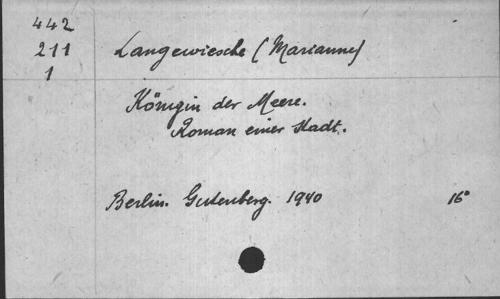 442
211 Langewiesche (Marianne)
1
Königin der Meere.
Roman einer Stadt.
Berlin. Gutenberg. 1940 16°